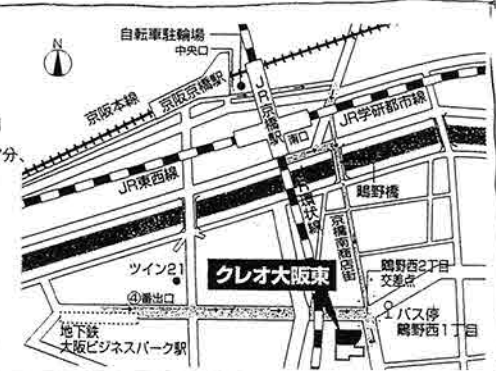 自転車駐輪場
中央口
N
京阪本線
京阪京橋駅
JR京橋駅
南口
JR学研都市線
分、
JR東西線
鴫野橋
JR環状線
京橋南商店街
ツイン21
クレオ大阪東
鴫野西2丁目
交差点
④番出口
バス停
鴫野西1丁目
地下鉄
大阪ビジネスパーク駅